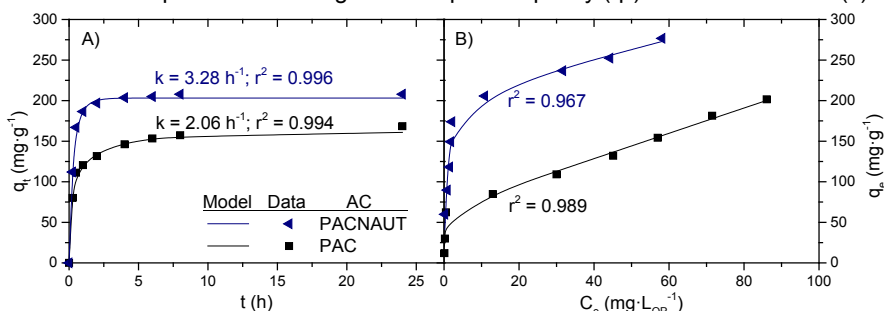 300
A)
B)
300
k = 3.28 h⁻¹; r² = 0.996
250
250
r² = 0.967
200
200
k = 2.06 h⁻¹; r² = 0.994
150
150
qₜ (mg·g⁻¹)
qₑ (mg·g⁻¹)
100
100
Model Data AC
PACNAUT
PAC
r² = 0.989
50
50
0
0
0 5 10 15 20 25
0 20 40 60 80 100
t (h)